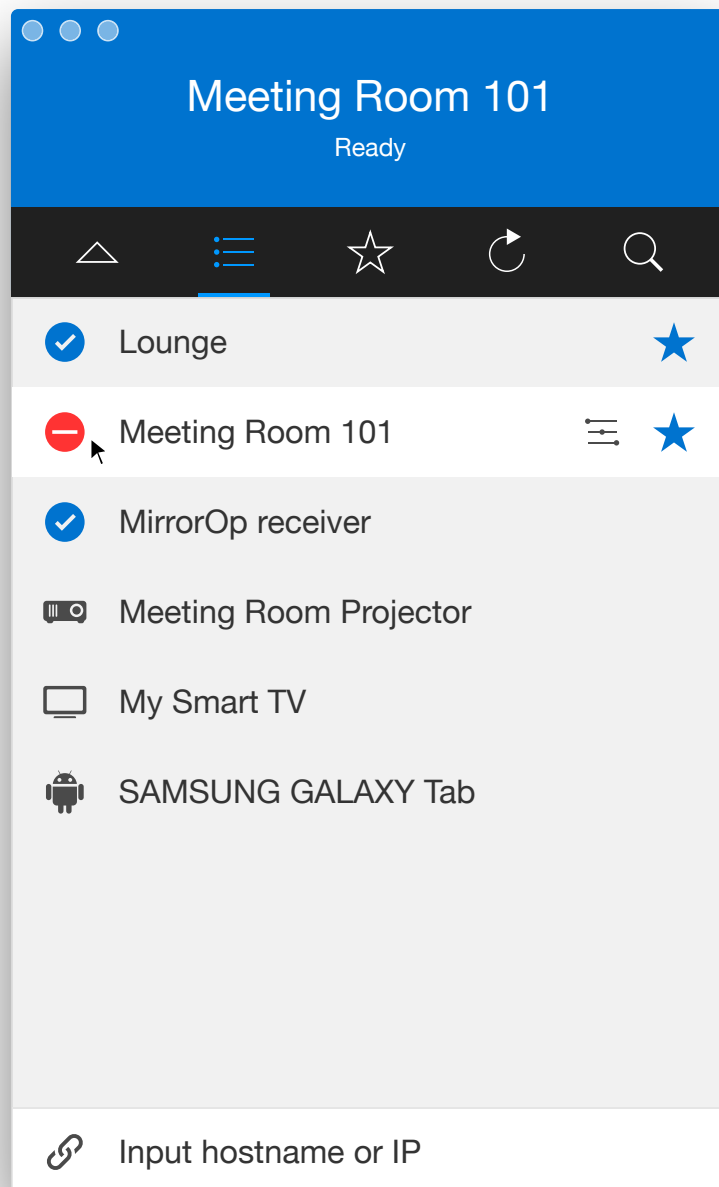 Meeting Room 101
Ready
Lounge
Meeting Room 101
MirrorOp receiver
Meeting Room Projector
My Smart TV
SAMSUNG GALAXY Tab
Input hostname or IP